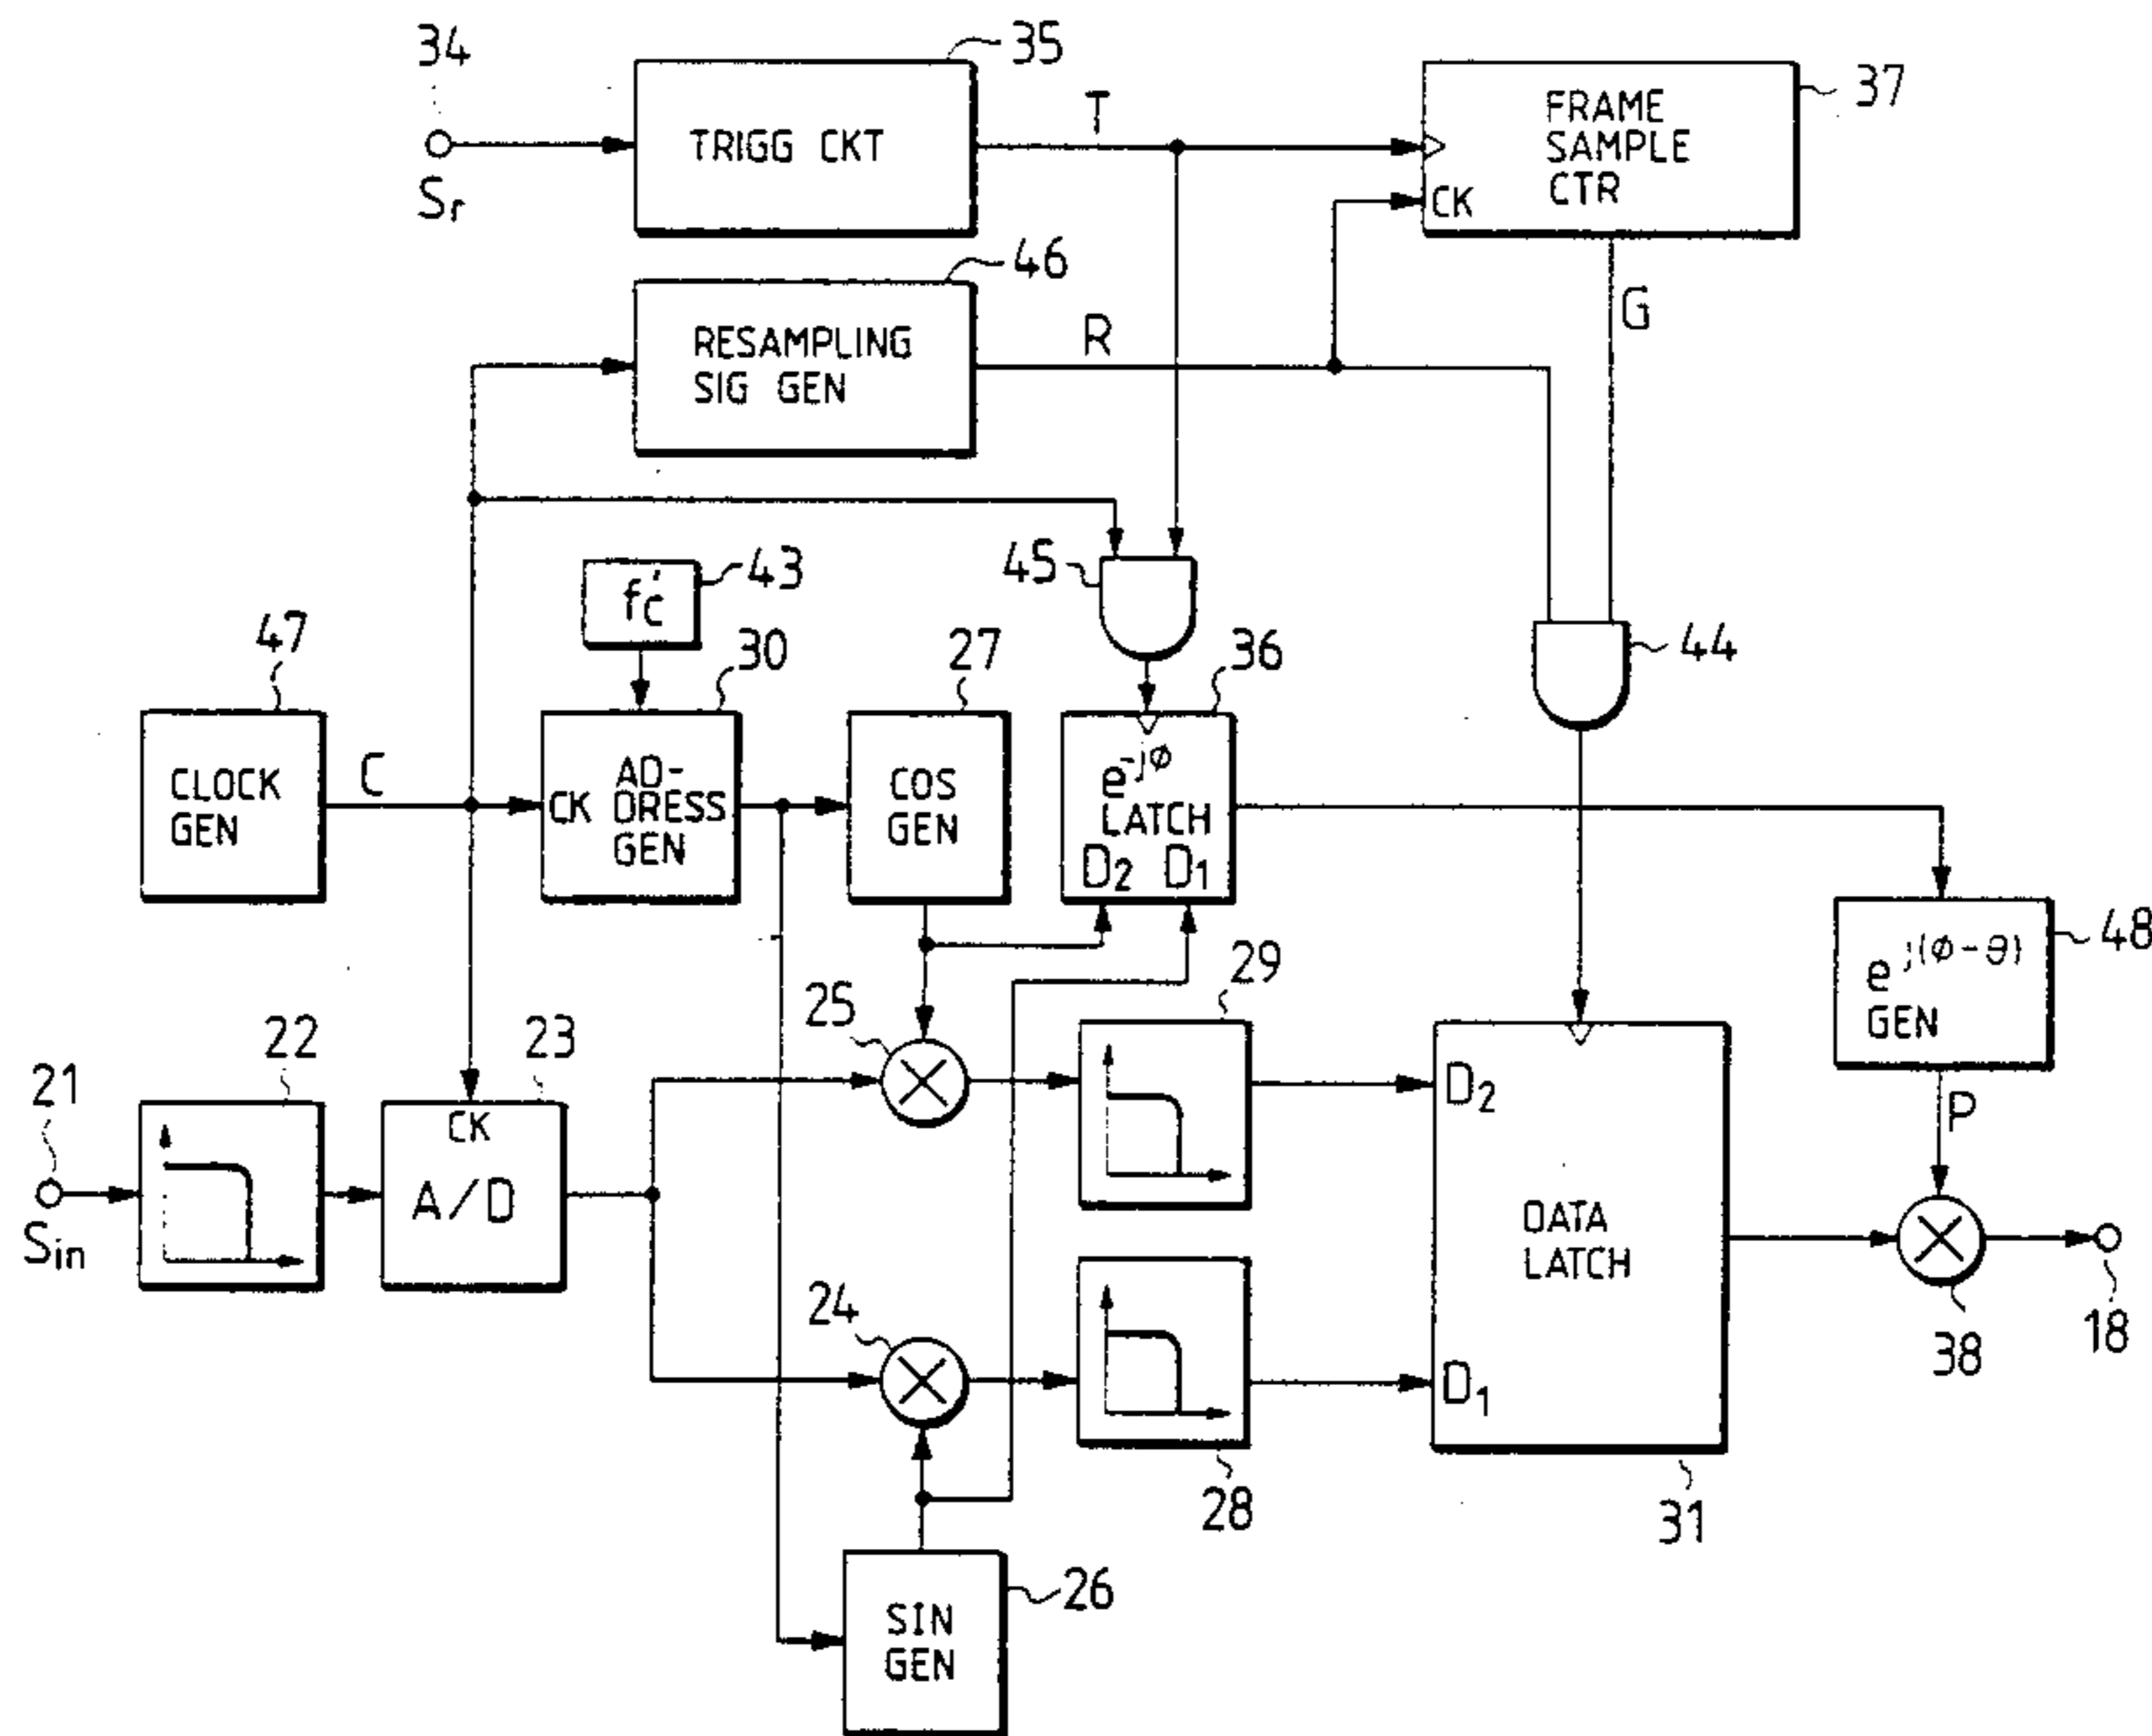 34
Sr
35
TRIGG CKT
T
37
FRAME
SAMPLE
CTR
CK
46
RESAMPLING
SIG GEN
R
G
45
43
f'c
44
47
CLOCK
GEN
C
30
CK
AD-
DRESS
GEN
27
COS
GEN
36
e-jφ
LATCH
D2 D1
48
ej(φ-θ)
GEN
P
21
Sin
22
23
CK
A/D
25
29
24
28
D2
D1
DATA
LATCH
31
38
18
26
SIN
GEN